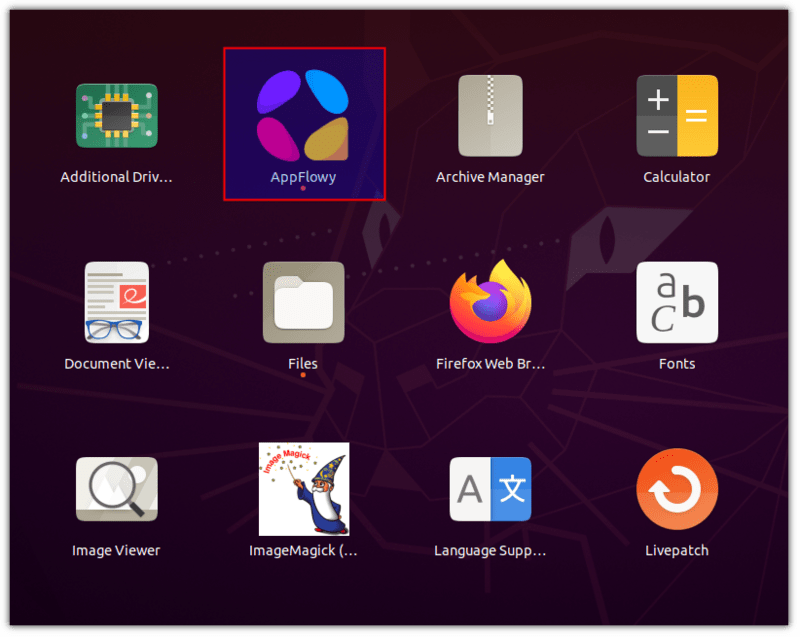 Additional Driv...
AppFlowy
Archive Manager
Calculator
Document Vie...
Files
Firefox Web Br...
a
b
C
Fonts
Image Magick
A 文
Image Viewer
ImageMagick (...
Language Supp...
Livepatch